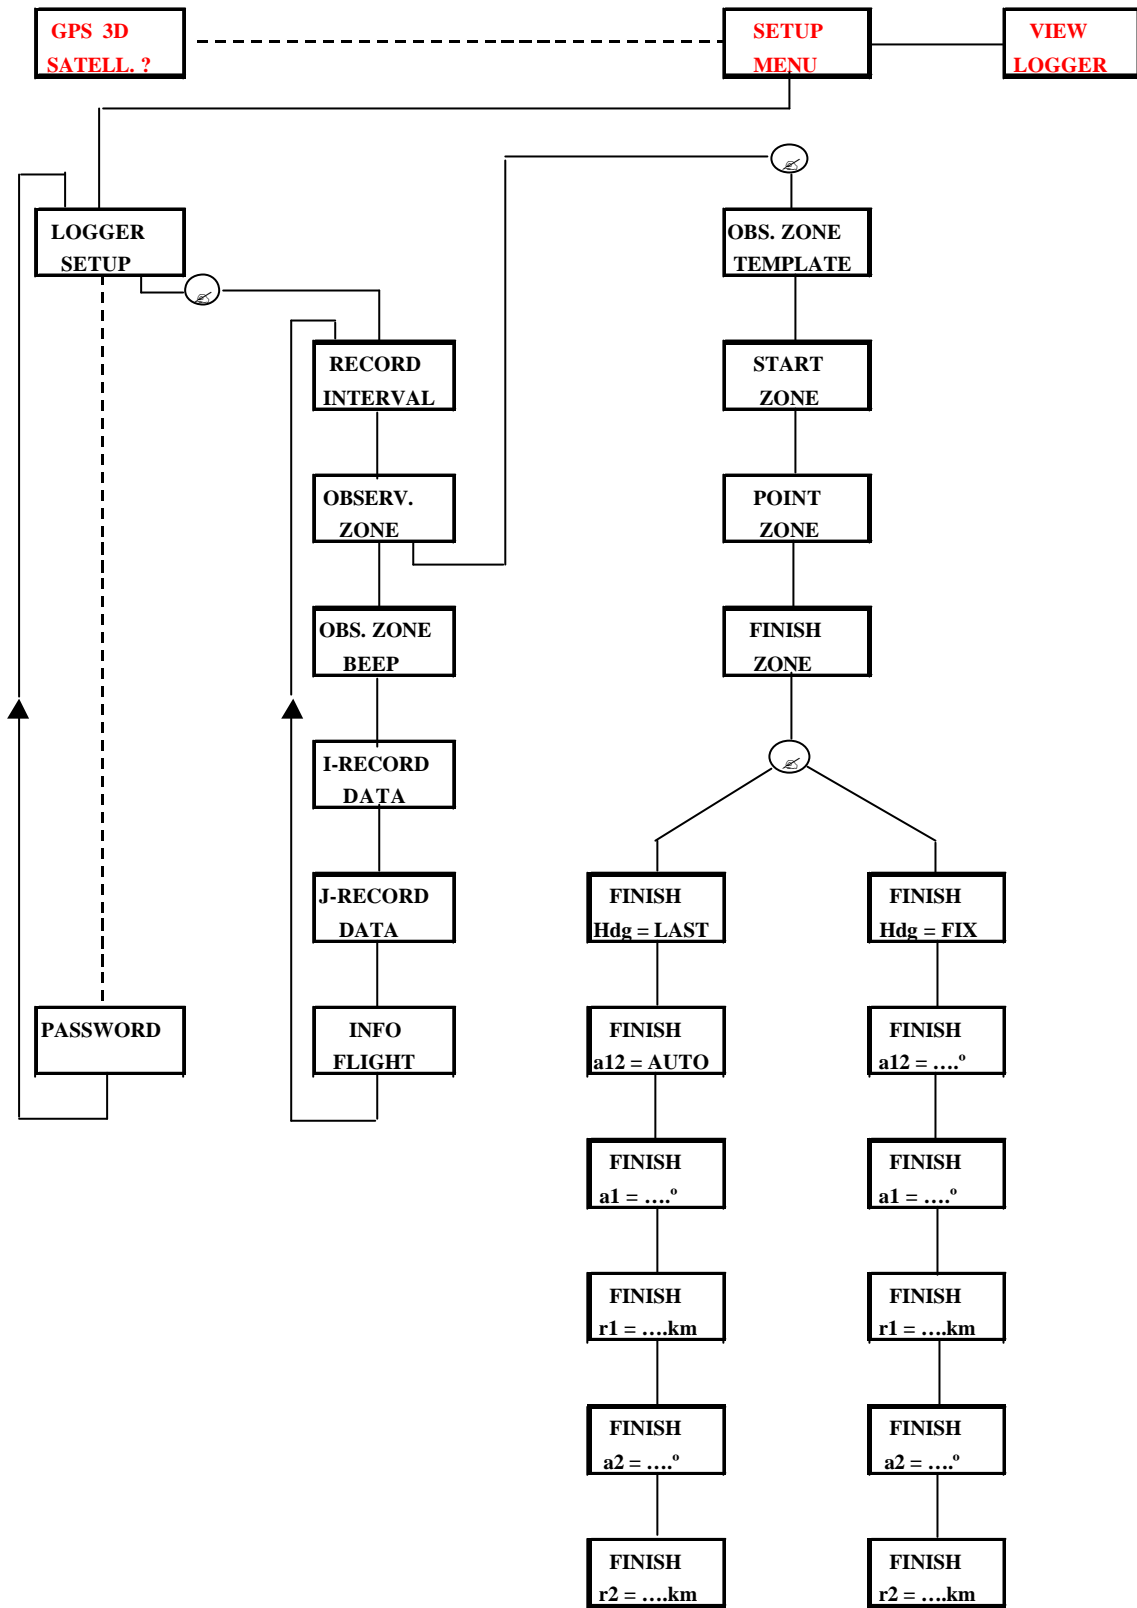 GPS 3D
SATELL. ?
SETUP
MENU
VIEW
LOGGER
LOGGER
SETUP
OBS. ZONE
TEMPLATE
RECORD
INTERVAL
START
ZONE
OBSERV.
ZONE
POINT
ZONE
OBS. ZONE
BEEP
FINISH
ZONE
I-RECORD
DATA
J-RECORD
DATA
FINISH
Hdg = LAST
FINISH
Hdg = FIX
PASSWORD
INFO
FLIGHT
FINISH
a12 = AUTO
FINISH
a12 = ....º
FINISH
a1 = ....º
FINISH
a1 = ....º
FINISH
r1 = ....km
FINISH
r1 = ....km
FINISH
a2 = ....º
FINISH
a2 = ....º
FINISH
r2 = ....km
FINISH
r2 = ....km